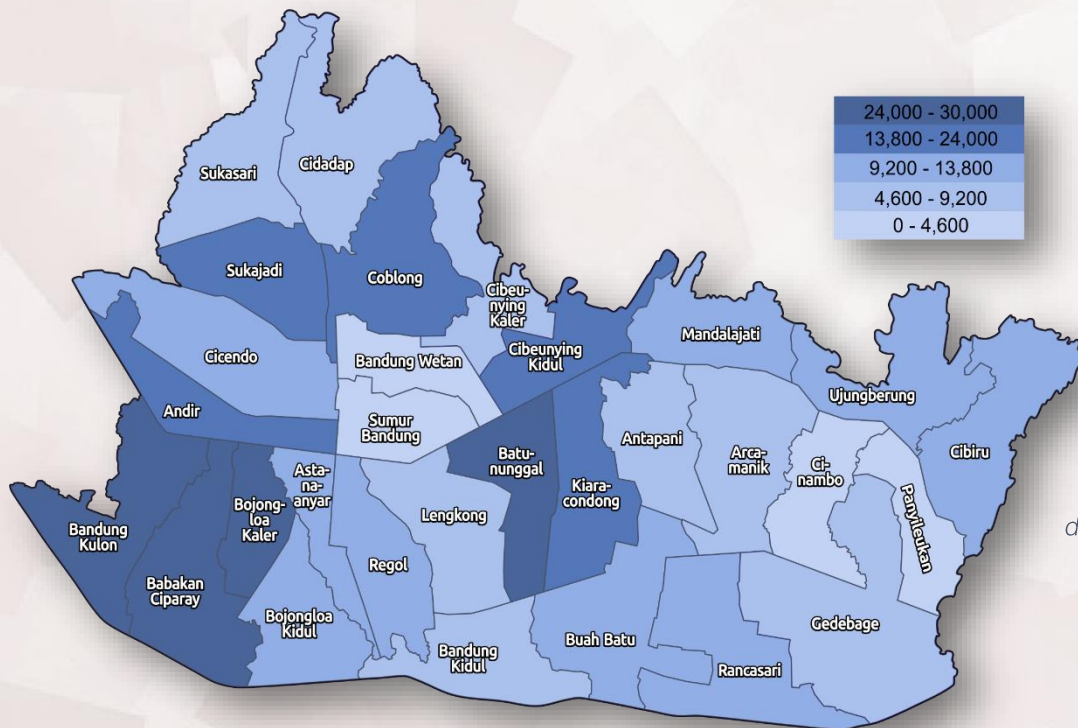 24,000 - 30,000
13,800 - 24,000
9,200 - 13,800
4,600 - 9,200
0 - 4,600
Sukasari
Cidadap
Sukajadi
Coblong
Cibeu-
nying
Kaler
Cicendo
Bandung Wetan
Cibeunying
Kidul
Mandalajati
Ujungberung
Andir
Sumur
Bandung
Antapani
Arca-
manik
Ci-
nambo
Cibiru
Panyileukan
Batu-
nunggal
Kiara-
condong
Asta-
na-
anyar
Bojong-
loa
Kaler
Lengkong
Bandung
Kulon
Babakan
Ciparay
Regol
Bojongloa
Kidul
Bandung
Kidul
Buah Batu
Rancasari
Gedebage
d